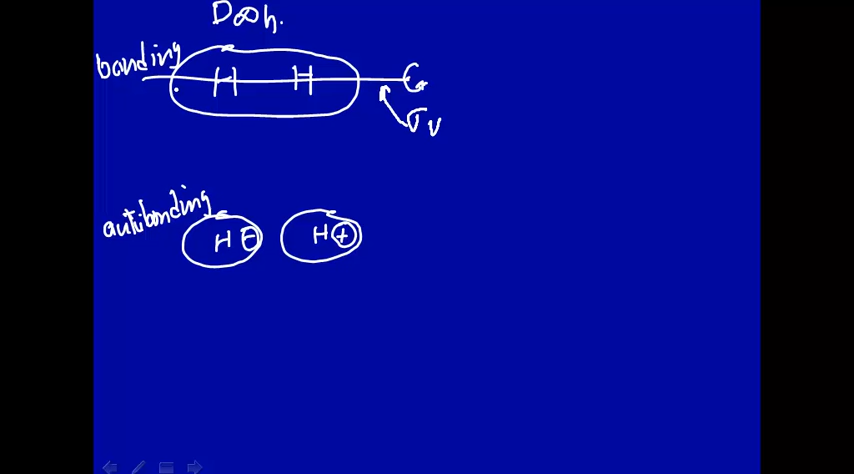 D∞h.
bonding
H H
σv
antibonding
H ⊖ H ⊕